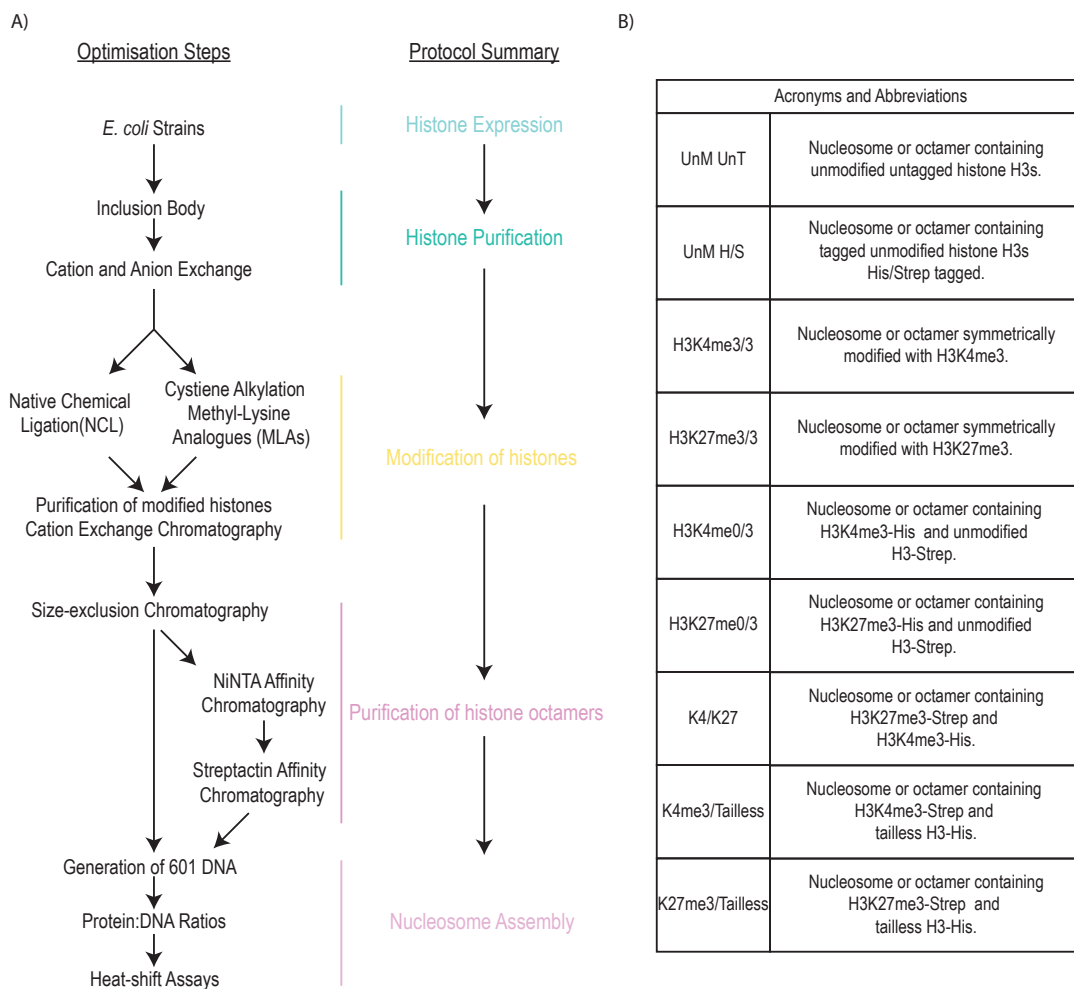 A)
Optimisation Steps
Protocol Summary
E. coli Strains
Histone Expression
Inclusion Body
Histone Purification
Cation and Anion Exchange
Native Chemical
Ligation(NCL)
Cystiene Alkylation
Methyl-Lysine
Analogues (MLAs)
Modification of histones
Purification of modified histones
Cation Exchange Chromatography
Size-exclusion Chromatography
NiNTA Affinity
Chromatography
Purification of histone octamers
Streptactin Affinity
Chromatography
Generation of 601 DNA
Protein:DNA Ratios
Nucleosome Assembly
Heat-shift Assays
B)
Acronyms and Abbreviations
UnM UnT
Nucleosome or octamer containing
unmodified untagged histone H3s.
UnM H/S
Nucleosome or octamer containing
tagged unmodified histone H3s
His/Strep tagged.
H3K4me3/3
Nucleosome or octamer symmetrically
modified with H3K4me3.
H3K27me3/3
Nucleosome or octamer symmetrically
modified with H3K27me3.
H3K4me0/3
Nucleosome or octamer containing
H3K4me3-His and unmodified
H3-Strep.
H3K27me0/3
Nucleosome or octamer containing
H3K27me3-His and unmodified
H3-Strep.
K4/K27
Nucleosome or octamer containing
H3K27me3-Strep and
H3K4me3-His.
K4me3/Tailless
Nucleosome or octamer containing
H3K4me3-Strep and
tailless H3-His.
K27me3/Tailless
Nucleosome or octamer containing
H3K27me3-Strep and
tailless H3-His.